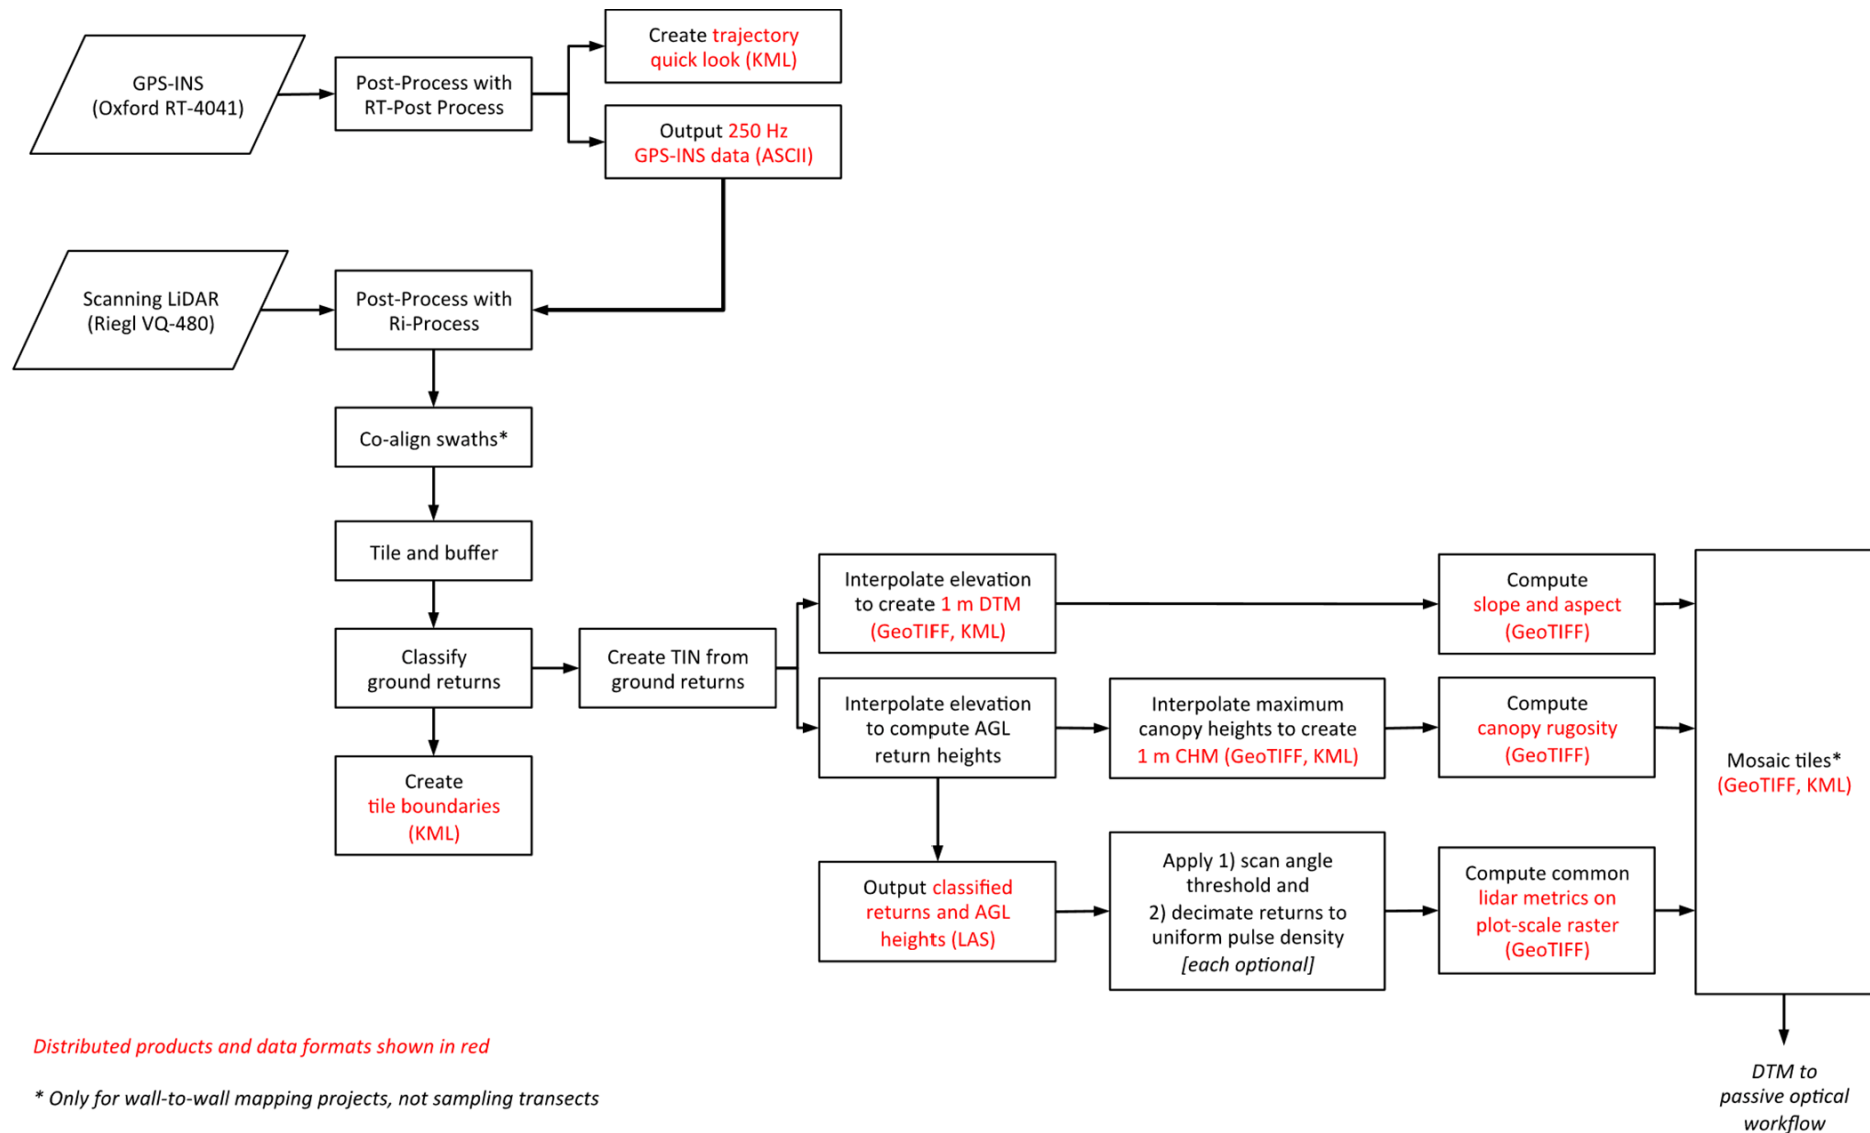 GPS-INS
(Oxford RT-4041)
Post-Process with
RT-Post Process
Create trajectory
quick look (KML)
Output 250 Hz
GPS-INS data (ASCII)
Scanning LiDAR
(Riegl VQ-480)
Post-Process with
Ri-Process
Co-align swaths*
Tile and buffer
Classify
ground returns
Create
tile boundaries
(KML)
Create TIN from
ground returns
Interpolate elevation
to create 1 m DTM
(GeoTIFF, KML)
Compute
slope and aspect
(GeoTIFF)
Interpolate elevation
to compute AGL
return heights
Interpolate maximum
canopy heights to create
1 m CHM (GeoTIFF, KML)
Compute
canopy rugosity
(GeoTIFF)
Output classified
returns and AGL
heights (LAS)
Apply 1) scan angle
threshold and
2) decimate returns to
uniform pulse density
[each optional]
Compute common
lidar metrics on
plot-scale raster
(GeoTIFF)
Mosaic tiles*
(GeoTIFF, KML)
DTM to
passive optical
workflow
Distributed products and data formats shown in red
* Only for wall-to-wall mapping projects, not sampling transects